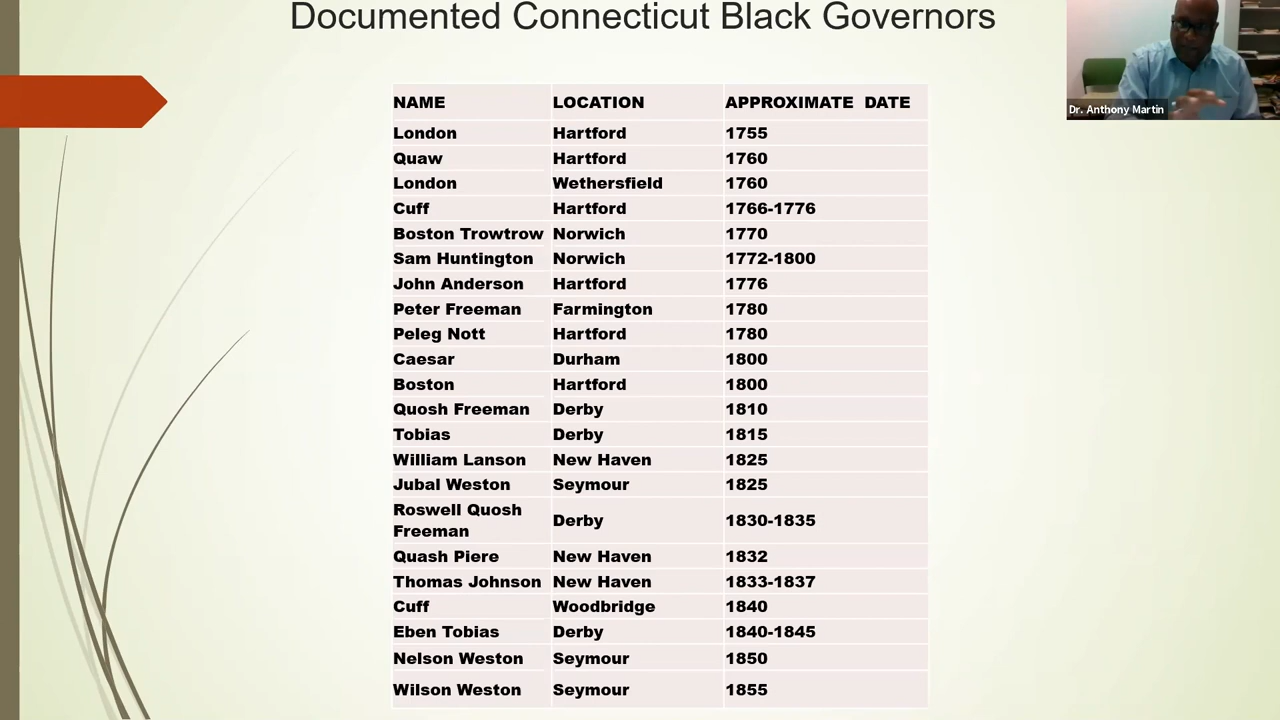 Documented Connecticut Black Governors
Dr. Anthony Martin
NAME LOCATION APPROXIMATE DATE
London Hartford 1755
Quaw Hartford 1760
London Wethersfield 1760
Cuff Hartford 1766-1776
Boston Trowtrow Norwich 1770
Sam Huntington Norwich 1772-1800
John Anderson Hartford 1776
Peter Freeman Farmington 1780
Peleg Nott Hartford 1780
Caesar Durham 1800
Boston Hartford 1800
Quosh Freeman Derby 1810
Tobias Derby 1815
William Lanson New Haven 1825
Jubal Weston Seymour 1825
Roswell Quosh
Freeman Derby 1830-1835
Quash Piere New Haven 1832
Thomas Johnson New Haven 1833-1837
Cuff Woodbridge 1840
Eben Tobias Derby 1840-1845
Nelson Weston Seymour 1850
Wilson Weston Seymour 1855